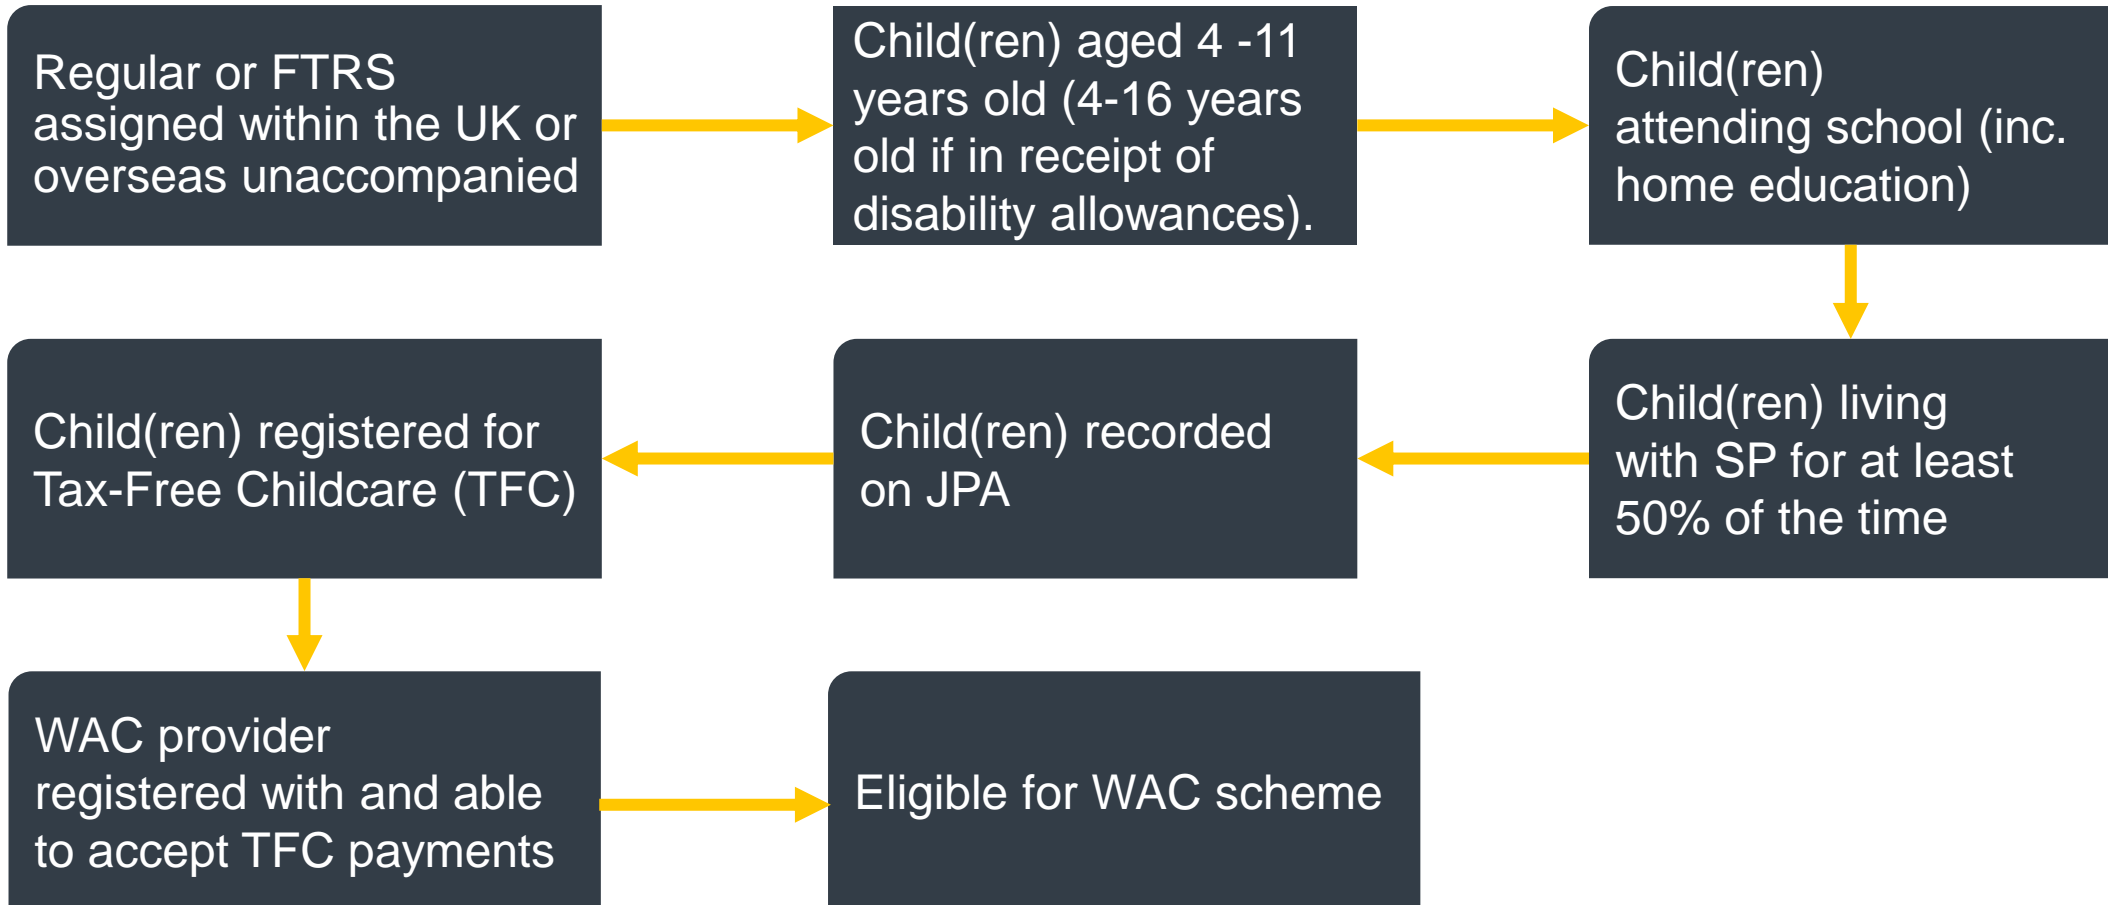 Regular or FTRS
assigned within the UK or
overseas unaccompanied
Child(ren) aged 4 -11
years old (4-16 years
old if in receipt of
disability allowances).
Child(ren)
attending school (inc.
home education)
Child(ren) living
with SP for at least
50% of the time
Child(ren) recorded
on JPA
Child(ren) registered for
Tax-Free Childcare (TFC)
WAC provider
registered with and able
to accept TFC payments
Eligible for WAC scheme